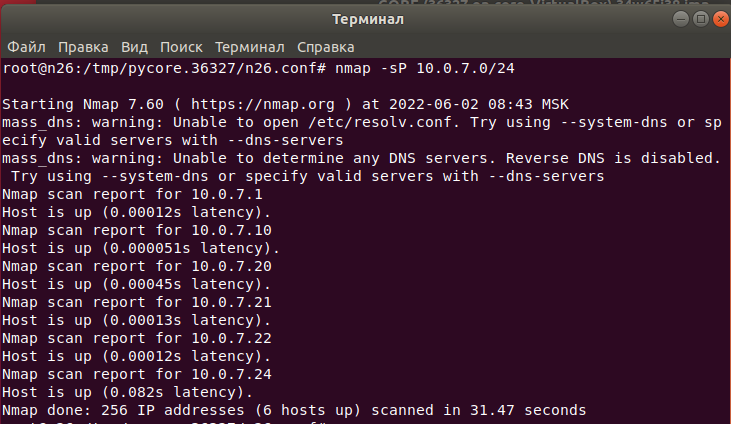 Терминал
Файл Правка Вид Поиск Терминал Справка
root@n26:/tmp/pycore.36327/n26.conf# nmap -sP 10.0.7.0/24
Starting Nmap 7.60 ( https://nmap.org ) at 2022-06-02 08:43 MSK
mass_dns: warning: Unable to open /etc/resolv.conf. Try using --system-dns or sp
ecify valid servers with --dns-servers
mass_dns: warning: Unable to determine any DNS servers. Reverse DNS is disabled.
 Try using --system-dns or specify valid servers with --dns-servers
Nmap scan report for 10.0.7.1
Host is up (0.00012s latency).
Nmap scan report for 10.0.7.10
Host is up (0.000051s latency).
Nmap scan report for 10.0.7.20
Host is up (0.00045s latency).
Nmap scan report for 10.0.7.21
Host is up (0.00013s latency).
Nmap scan report for 10.0.7.22
Host is up (0.00012s latency).
Nmap scan report for 10.0.7.24
Host is up (0.082s latency).
Nmap done: 256 IP addresses (6 hosts up) scanned in 31.47 seconds